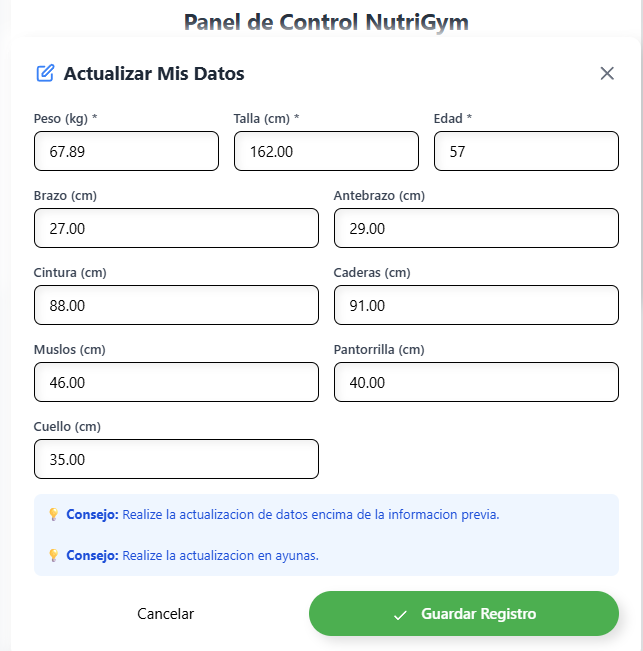 Panel de Control NutriGym
Actualizar Mis Datos
Peso (kg) * Talla (cm) * Edad *
67.89 162.00 57
Brazo (cm) Antebrazo (cm)
27.00 29.00
Cintura (cm) Caderas (cm)
88.00 91.00
Muslos (cm) Pantorrilla (cm)
46.00 40.00
Cuello (cm)
35.00
Consejo: Realize la actualizacion de datos encima de la informacion previa.
Consejo: Realize la actualizacion en ayunas.
Cancelar Guardar Registro